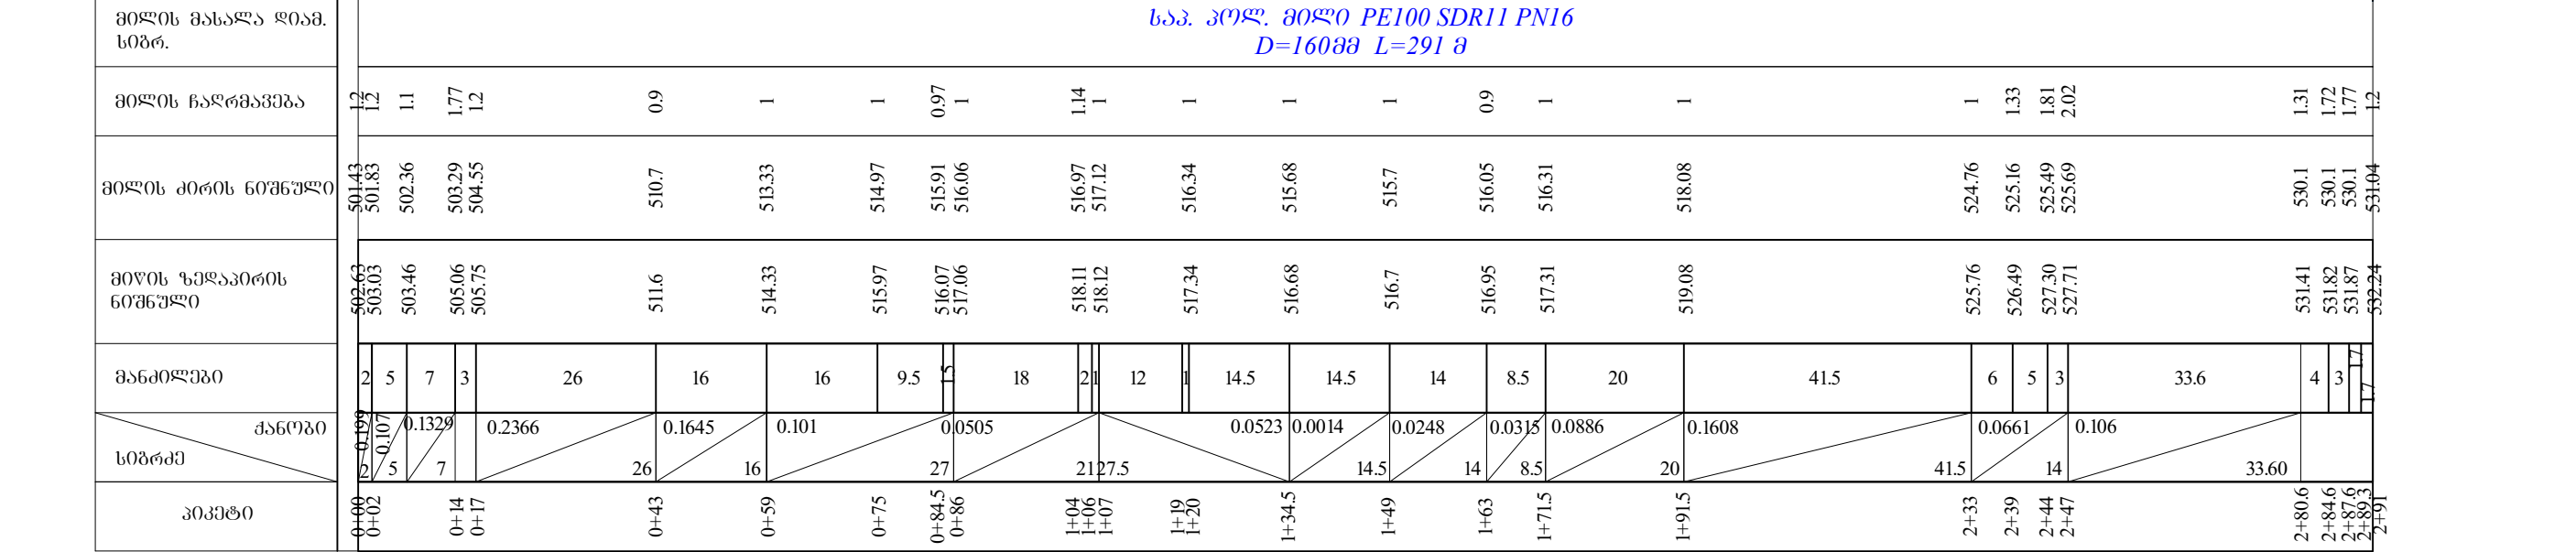 მილის მასალა დიამ.
სიგრ.
საპ. პოლ. მილი PE100 SDR11 PN16
D=160მმ L=291 მ
მილის ჩაღრმავება
1.2 1.2 1.1 1.77 1.2 0.9 1 1 0.97 1 1.14 1 1 1 1 0.9 1 1 1 1.33 1.81 2.02 1.31 1.72 1.77 1.2
მილის ძირის ნიშნული
501.43 501.83 502.36 503.29 504.55 510.7 513.33 514.97 515.91 516.06 516.97 517.12 516.34 515.68 515.7 516.05 516.31 518.08 524.76 525.16 525.49 525.69 530.1 530.1 530.1 531.04
მიწის ზედაპირის
ნიშნული
502.63 503.03 503.46 505.06 505.75 511.6 514.33 515.97 516.07 517.06 518.11 518.12 517.34 516.68 516.7 516.95 517.31 519.08 525.76 526.49 527.30 527.71 531.41 531.82 531.87 532.24
მანძილები
2 5 7 3 26 16 16 9.5 1.5 18 2 1 12 1 14.5 14.5 14 8.5 20 41.5 6 5 3 33.6 4 3 1.7 1.7
ქანობი
0.199 0.107 0.1329 0.2366 0.1645 0.101 0.0505 0.0523 0.0014 0.0248 0.0315 0.0886 0.1608 0.0661 0.106
სიგრძე
2 5 7 26 16 27 21 27.5 14.5 14 8.5 20 41.5 14 33.60
პიკეტი
0+00 0+02 0+14 0+17 0+43 0+59 0+75 0+84.5 0+86 1+04 1+06 1+07 1+19 1+20 1+34.5 1+49 1+63 1+71.5 1+91.5 2+33 2+39 2+44 2+47 2+80.6 2+84.6 2+87.6 2+89.3 2+91